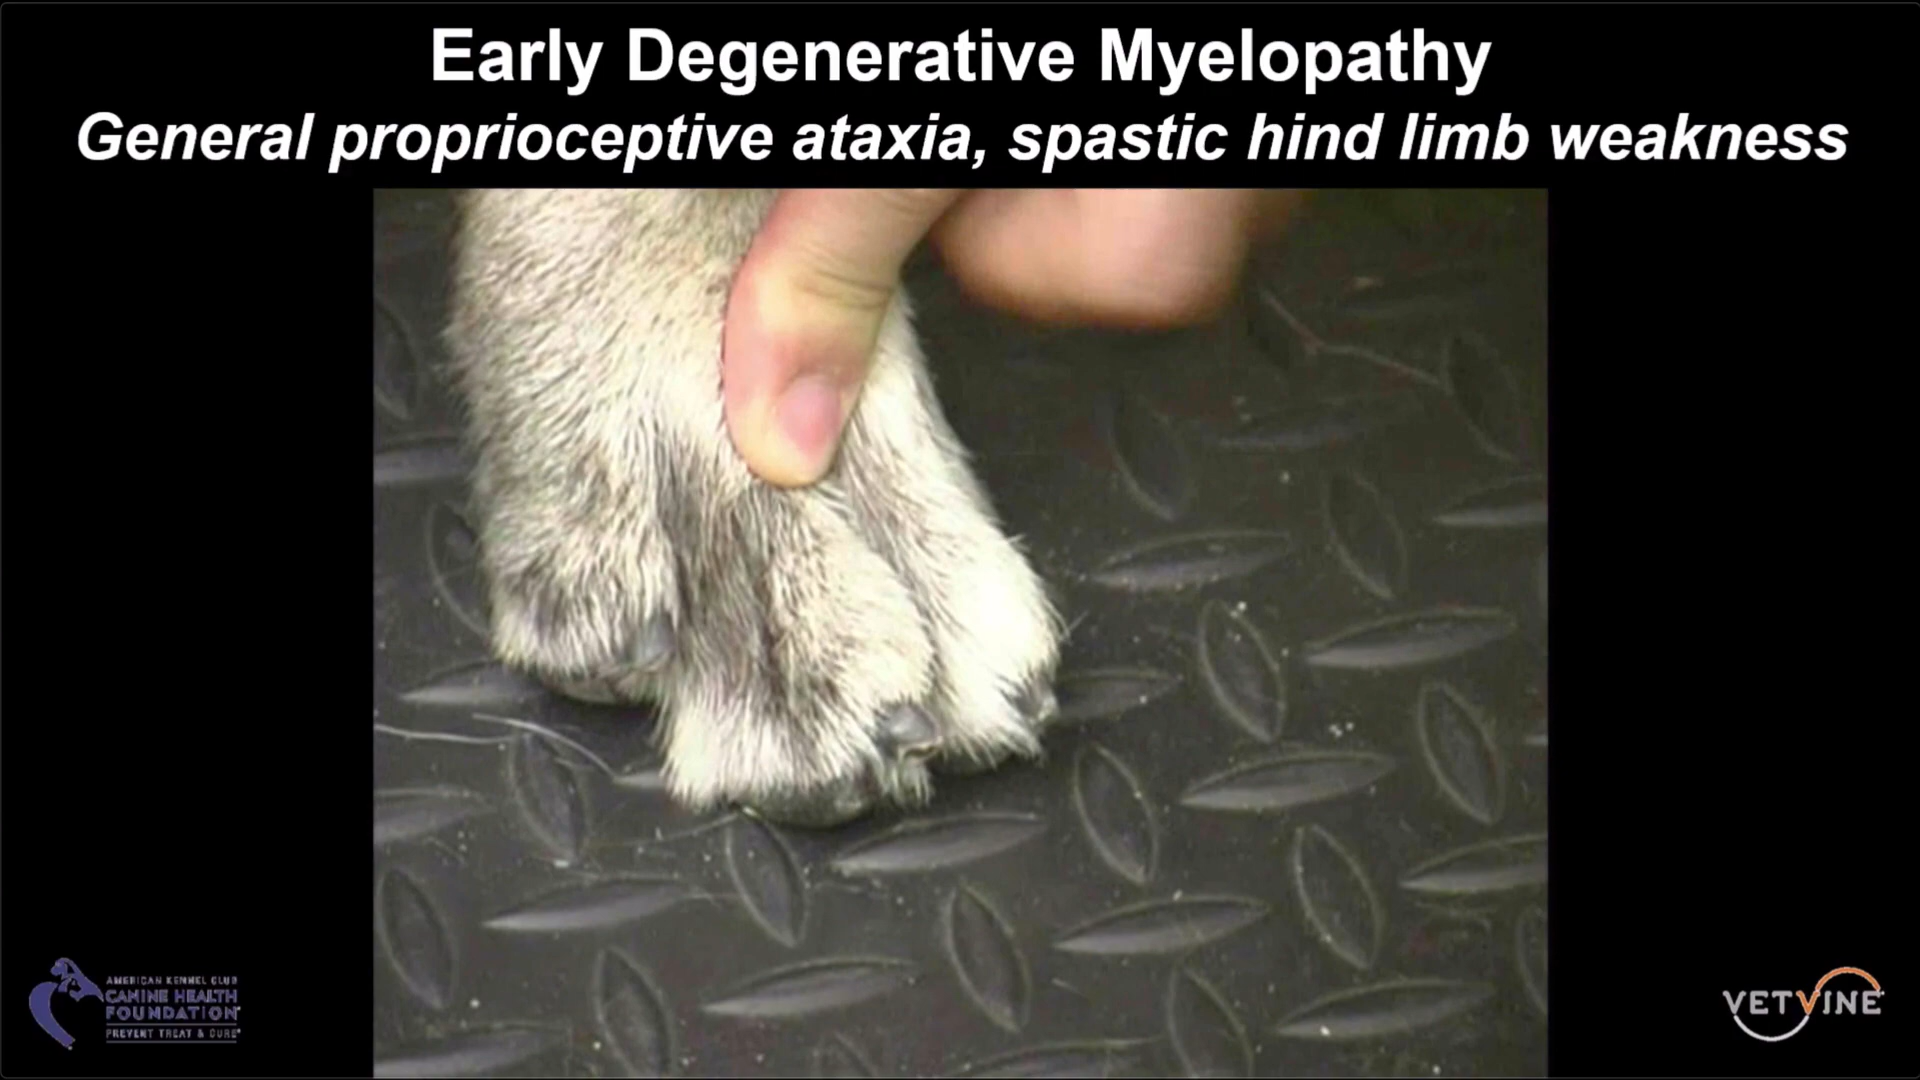 Early Degenerative Myelopathy
General proprioceptive ataxia, spastic hind limb weakness
AMERICAN KENNEL CLUB
CANINE HEALTH
FOUNDATION
PREVENT TREAT & CURE®
VETVINE